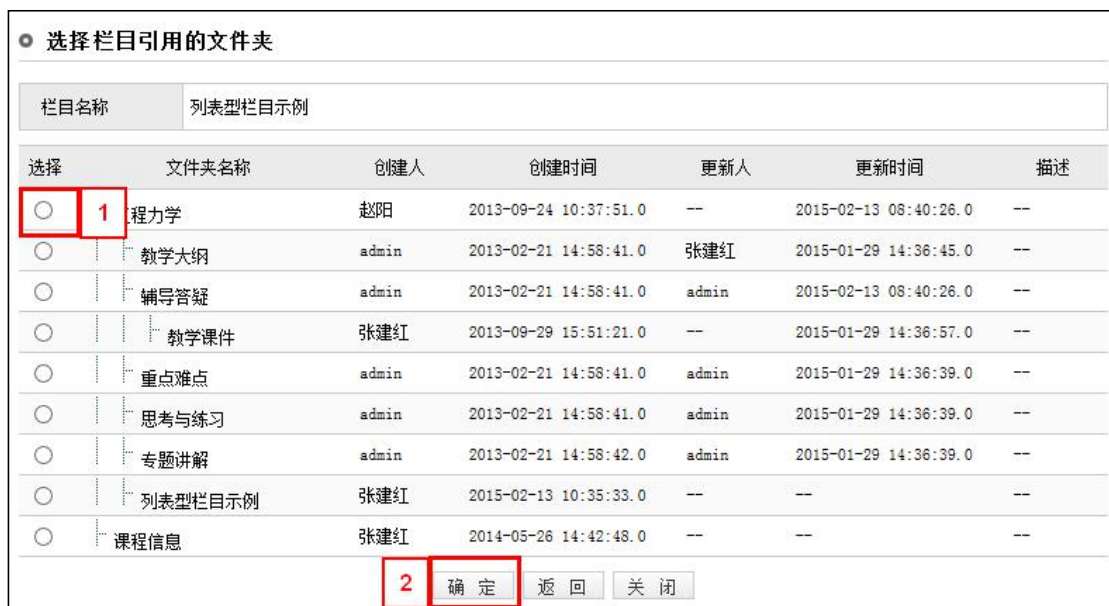 选择栏目引用的文件夹
栏目名称 列表型栏目示例
选择 文件夹名称 创建人 创建时间 更新人 更新时间 描述
1 程力学 赵阳 2013-09-24 10:37:51.0 -- 2015-02-13 08:40:26.0 --
教学大纲 admin 2013-02-21 14:58:41.0 张建红 2015-01-29 14:36:45.0 --
辅导答疑 admin 2013-02-21 14:58:41.0 admin 2015-02-13 08:40:26.0 --
教学课件 张建红 2013-09-29 15:51:21.0 -- 2015-01-29 14:36:57.0 --
重点难点 admin 2013-02-21 14:58:41.0 admin 2015-01-29 14:36:39.0 --
思考与练习 admin 2013-02-21 14:58:41.0 admin 2015-01-29 14:36:39.0 --
专题讲解 admin 2013-02-21 14:58:42.0 admin 2015-01-29 14:36:39.0 --
列表型栏目示例 张建红 2015-02-13 10:35:33.0 -- -- --
课程信息 张建红 2014-05-26 14:42:48.0 -- -- --
2 确 定 返 回 关 闭